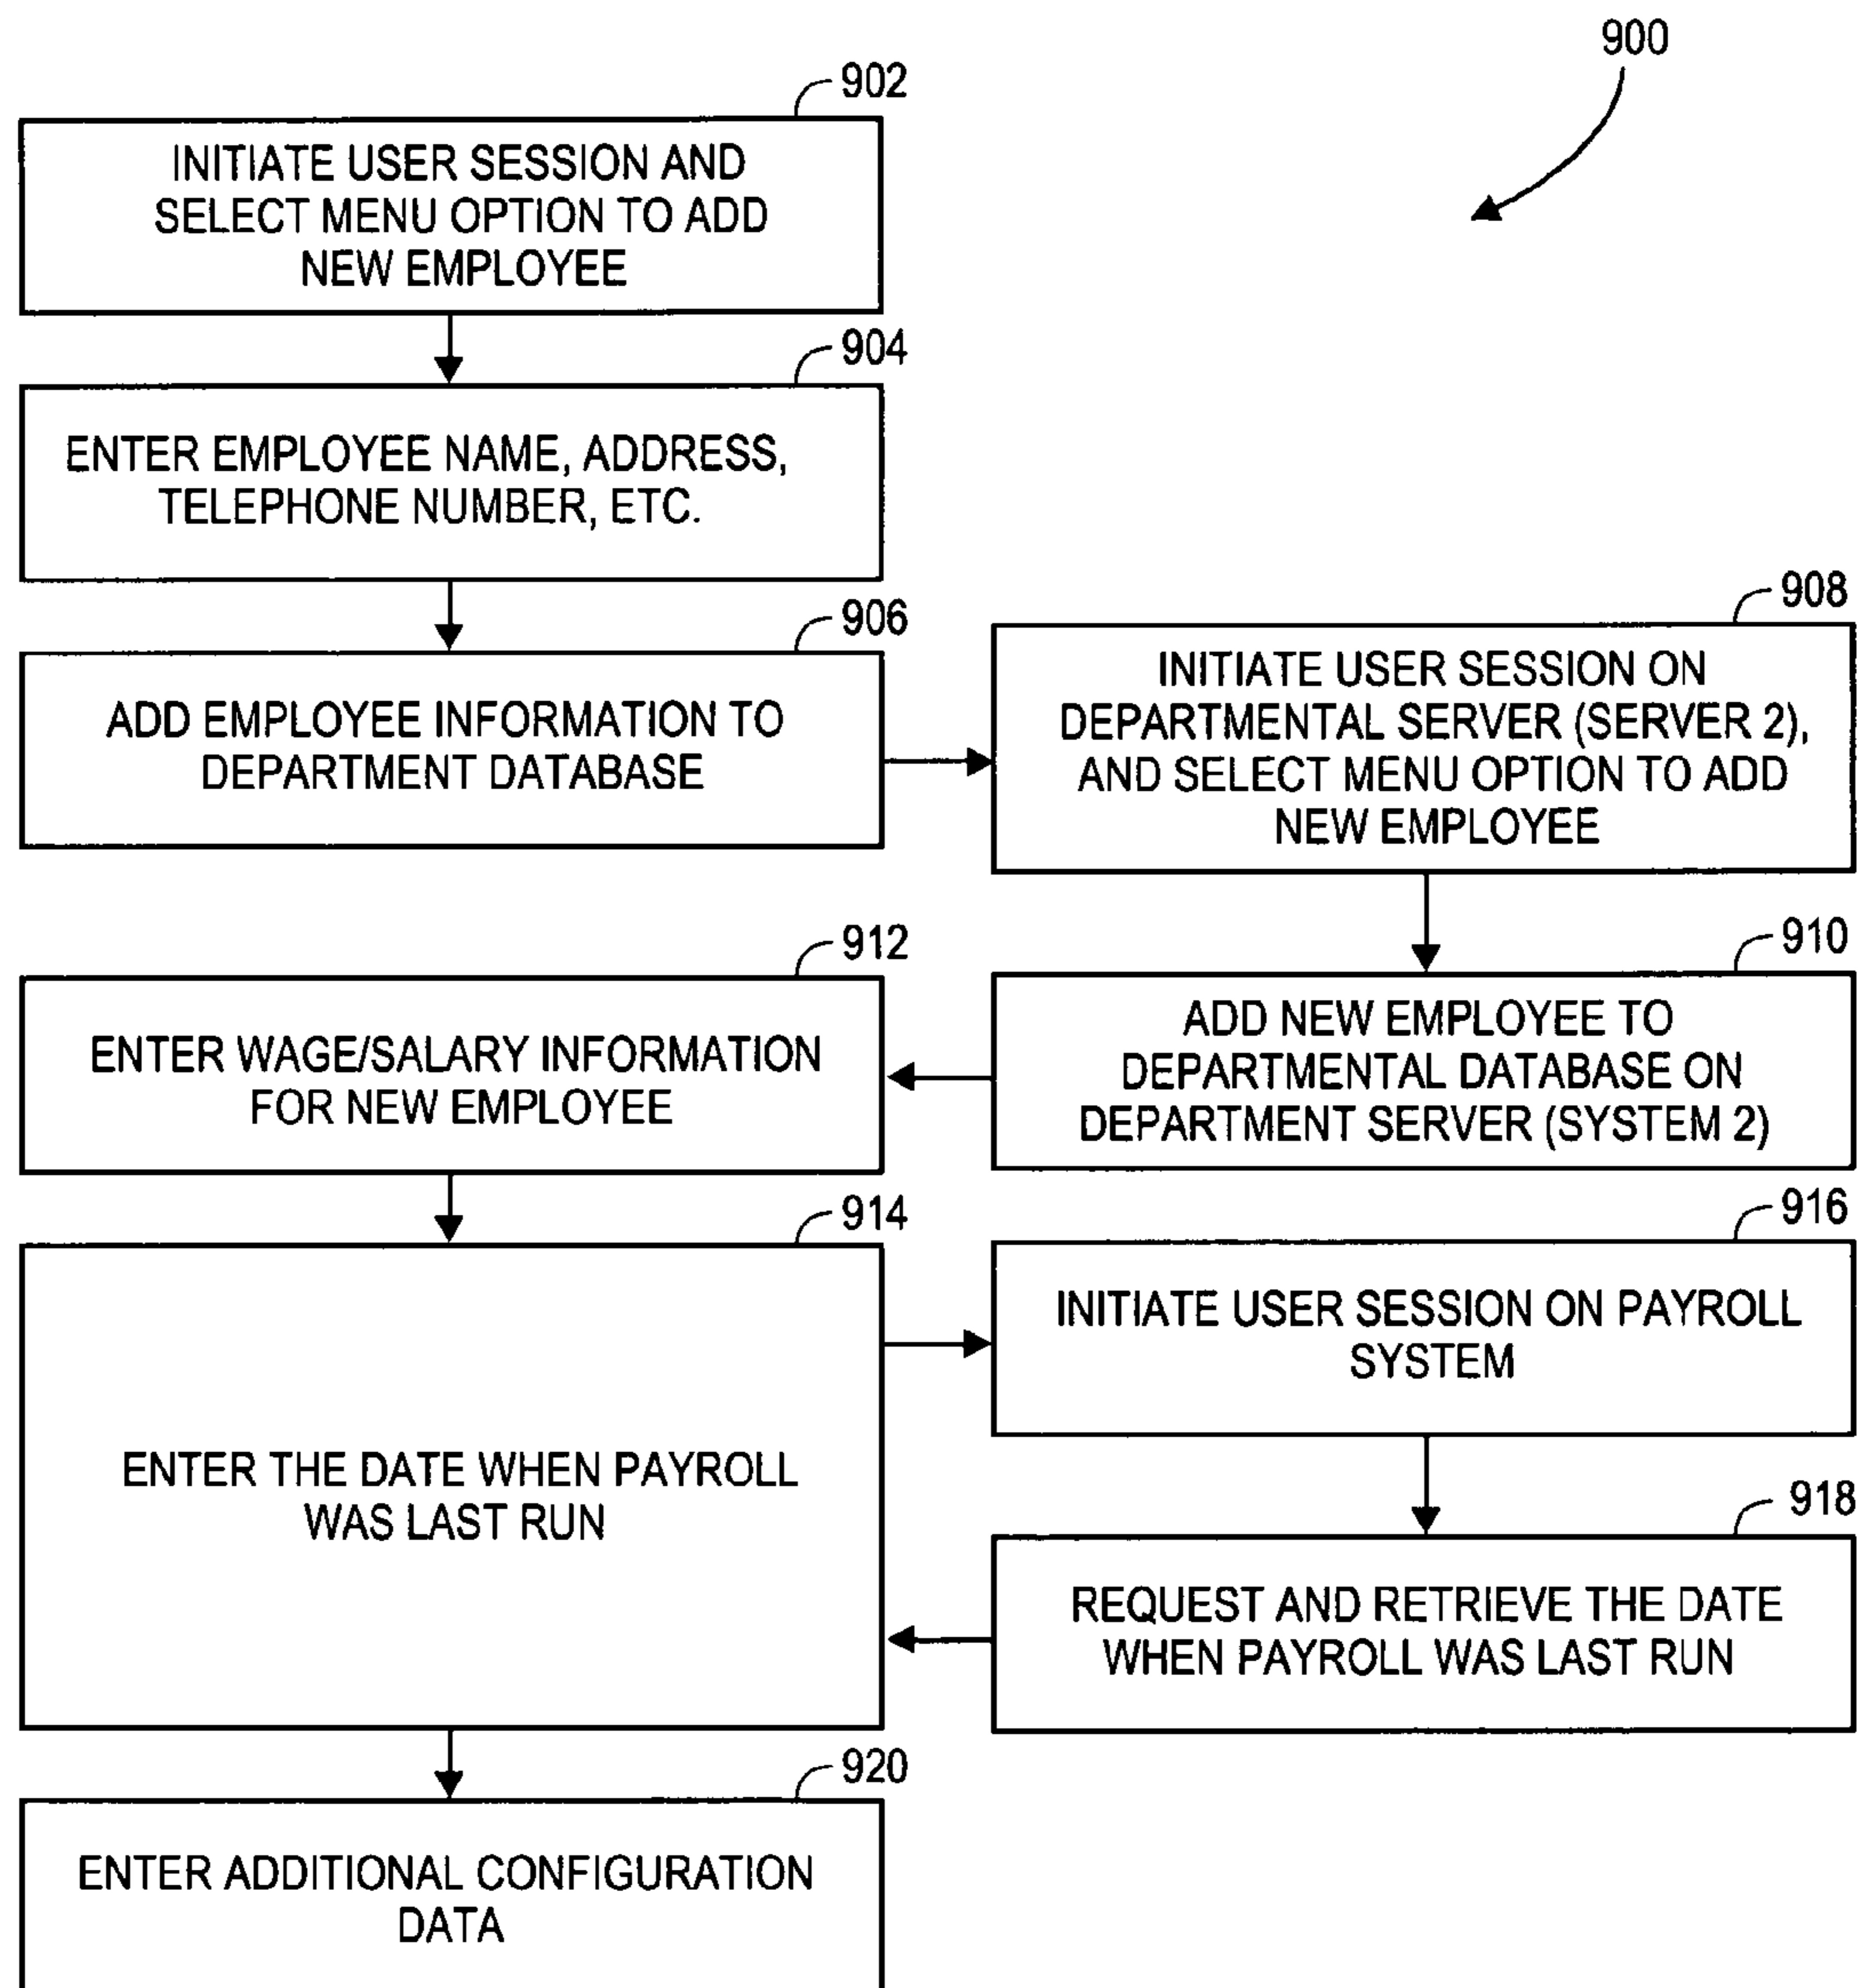 900
902
INITIATE USER SESSION AND
SELECT MENU OPTION TO ADD
NEW EMPLOYEE
904
ENTER EMPLOYEE NAME, ADDRESS,
TELEPHONE NUMBER, ETC.
906
ADD EMPLOYEE INFORMATION TO
DEPARTMENT DATABASE
908
INITIATE USER SESSION ON
DEPARTMENTAL SERVER (SERVER 2),
AND SELECT MENU OPTION TO ADD
NEW EMPLOYEE
910
ADD NEW EMPLOYEE TO
DEPARTMENTAL DATABASE ON
DEPARTMENT SERVER (SYSTEM 2)
912
ENTER WAGE/SALARY INFORMATION
FOR NEW EMPLOYEE
914
ENTER THE DATE WHEN PAYROLL
WAS LAST RUN
916
INITIATE USER SESSION ON PAYROLL
SYSTEM
918
REQUEST AND RETRIEVE THE DATE
WHEN PAYROLL WAS LAST RUN
920
ENTER ADDITIONAL CONFIGURATION
DATA